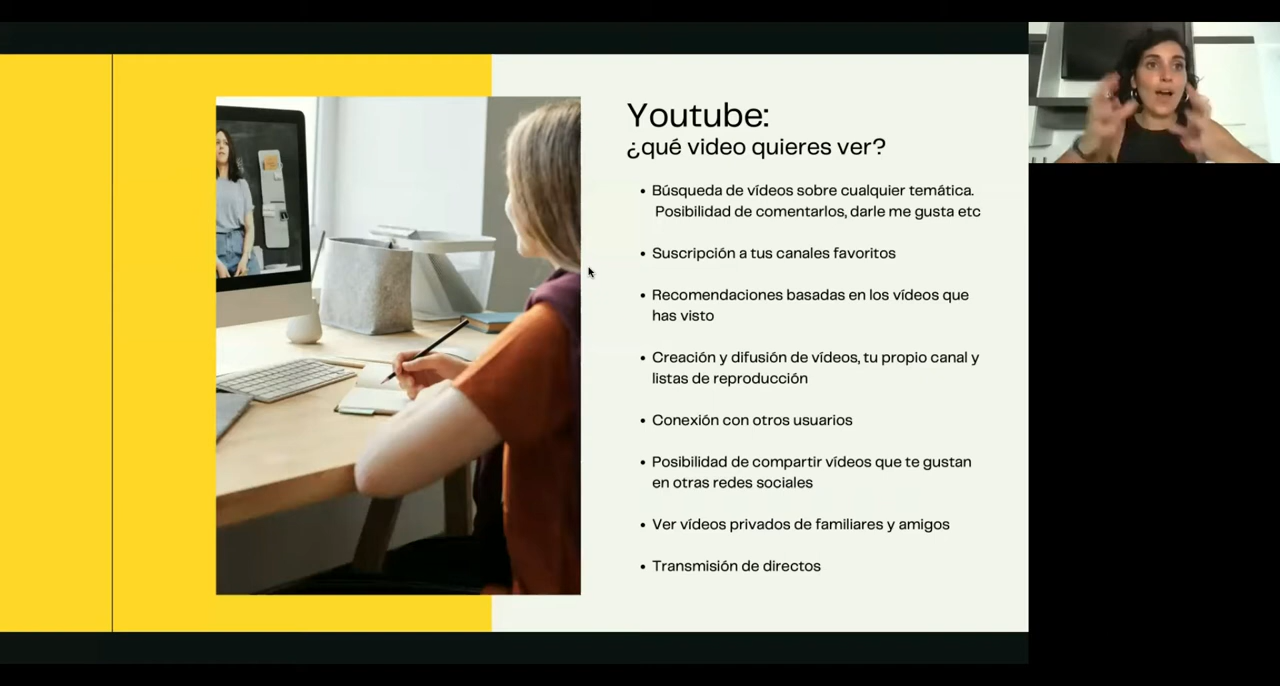 Youtube:
¿qué video quieres ver?
• Búsqueda de vídeos sobre cualquier temática.
Posibilidad de comentarlos, darle me gusta etc
• Suscripción a tus canales favoritos
• Recomendaciones basadas en los vídeos que
has visto
• Creación y difusión de vídeos, tu propio canal y
listas de reproducción
• Conexión con otros usuarios
• Posibilidad de compartir vídeos que te gustan
en otras redes sociales
• Ver vídeos privados de familiares y amigos
• Transmisión de directos